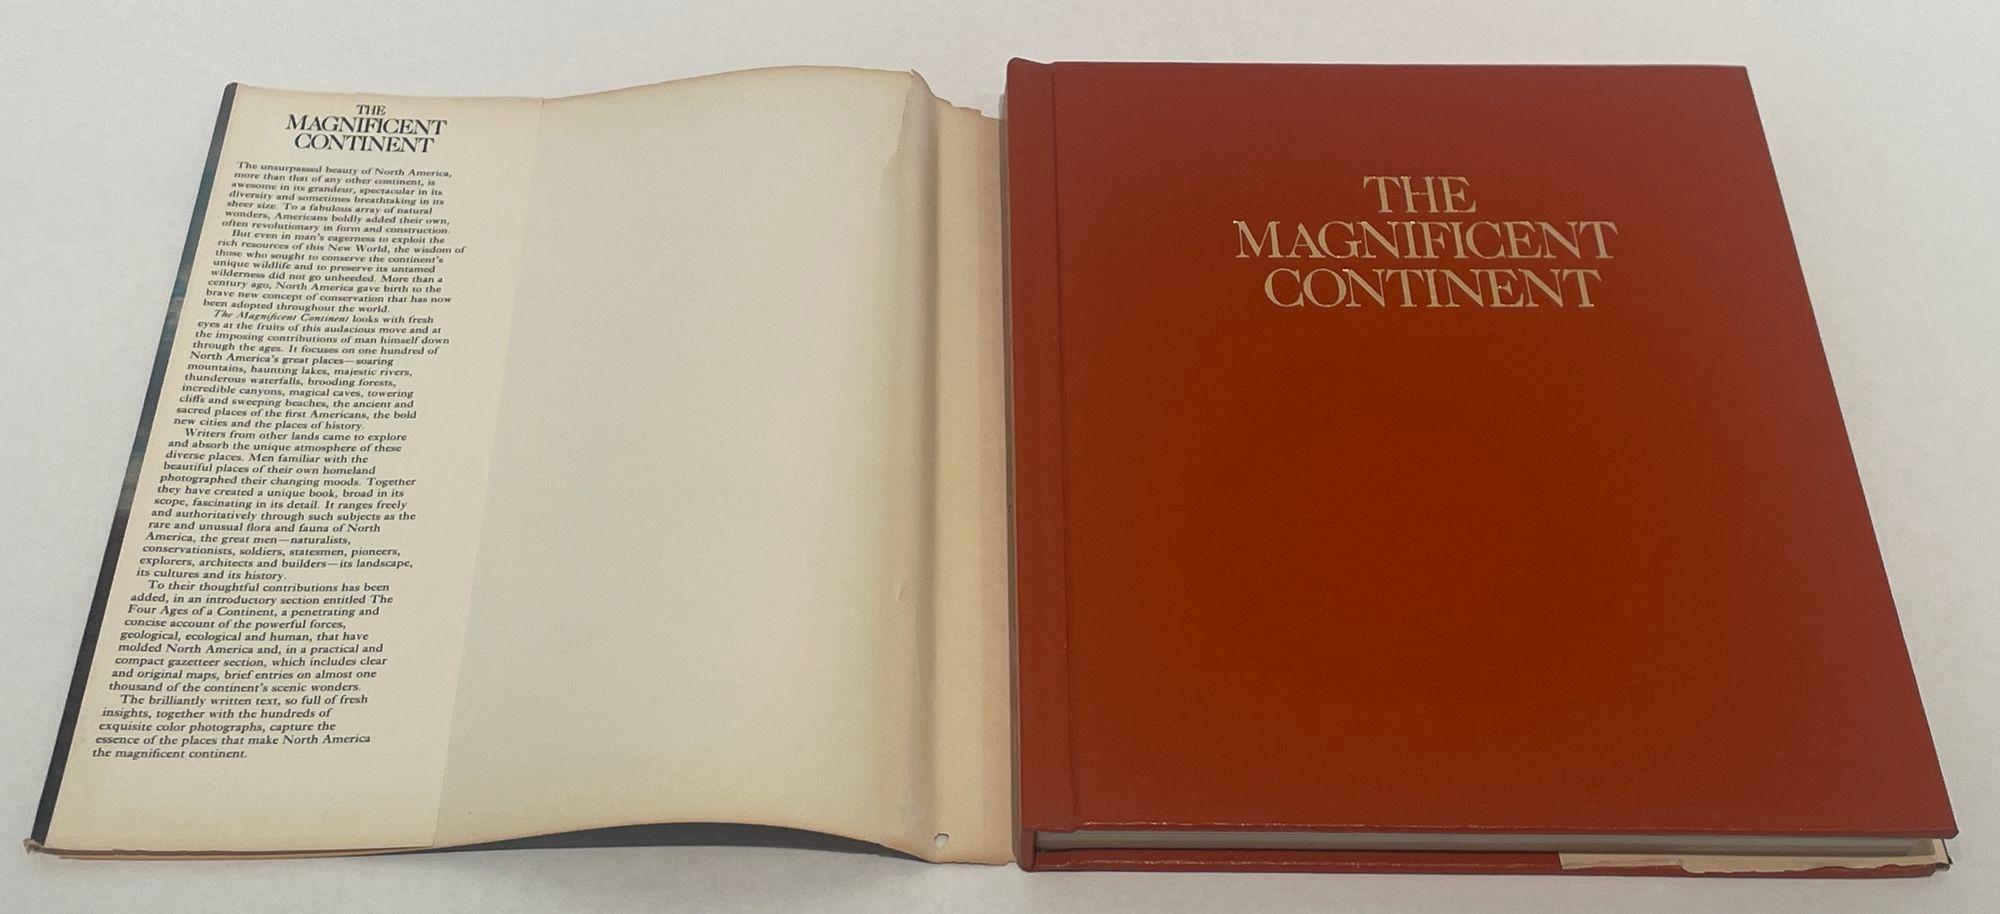 THE
MAGNIFICENT
CONTINENT
The unsurpassed beauty of North America,
more than that of any other continent, is
awesome in its grandeur, spectacular in its
diversity and sometimes breathtaking in its
sheer size. To a fabulous array of natural
wonders, Americans boldly added their own,
often revolutionary in form and construction.
But even in man's eagerness to exploit the
rich resources of this New World, the wisdom of
those who sought to conserve the continent's
unique wildlife and to preserve its untamed
wilderness did not go unheeded. More than a
century ago, North America gave birth to the
brave new concept of conservation that has now
been adopted throughout the world.
The Magnificent Continent looks with fresh
eyes at the fruits of this audacious move and at
the imposing contributions of man himself down
through the ages. It focuses on one hundred of
North America's great places—soaring
mountains, haunting lakes, majestic rivers,
thunderous waterfalls, brooding forests,
incredible canyons, magical caves, towering
cliffs and sweeping beaches, the ancient and
sacred places of the first Americans, the bold
new cities and the places of history.
Writers from other lands came to explore
and absorb the unique atmosphere of these
diverse places. Men familiar with the
beautiful places of their own homeland
photographed their changing moods. Together
they have created a unique book, broad in its
scope, fascinating in its detail. It ranges freely
and authoritatively through such subjects as the
rare and unusual flora and fauna of North
America, the great men—naturalists,
conservationists, soldiers, statesmen, pioneers,
explorers, architects and builders—its landscape,
its cultures and its history.
To their thoughtful contributions has been
added, in an introductory section entitled The
Four Ages of a Continent, a penetrating and
concise account of the powerful forces,
geological, ecological and human, that have
molded North America and, in a practical and
compact gazetteer section, which includes clear
and original maps, brief entries on almost one
thousand of the continent's scenic wonders.
The brilliantly written text, so full of fresh
insights, together with the hundreds of
exquisite color photographs, capture the
essence of the places that make North America
the magnificent continent.
THE
MAGNIFICENT
CONTINENT